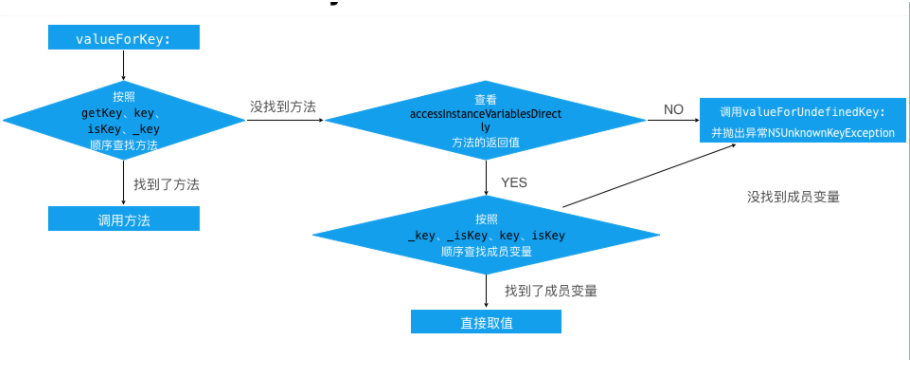 valueForKey:
按照
getKey、key、
isKey、_key
顺序查找方法
没找到方法
查看
accessInstanceVariablesDirect
ly
方法的返回值
NO
调用valueForUndefinedKey:
并抛出异常NSUnknownKeyException
找到了方法
YES
没找到成员变量
调用方法
按照
_key、_isKey、key、isKey
顺序查找成员变量
找到了成员变量
直接取值